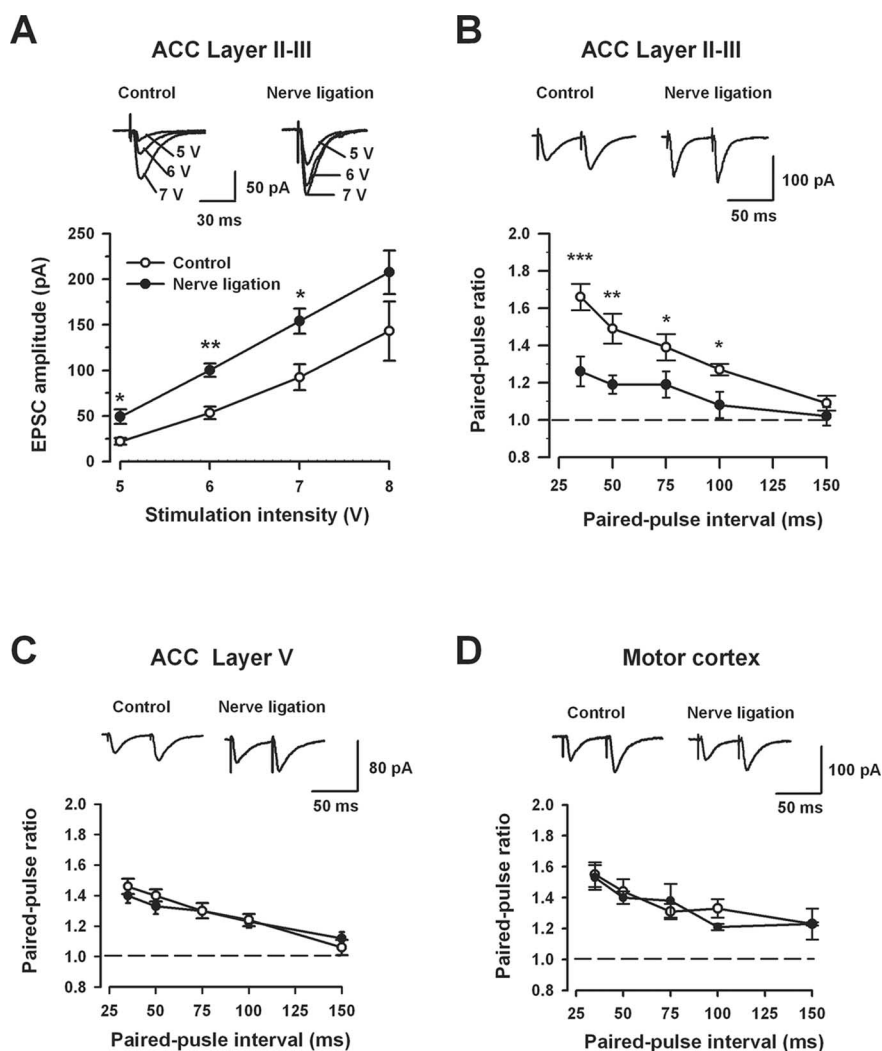 A
ACC Layer II-III
Control
Nerve ligation
5 V
6 V
7 V
50 pA
30 ms
5 V
6 V
7 V
EPSC amplitude (pA)
250
200
150
100
50
0
Control
Nerve ligation
*
**
*
5
6
7
8
Stimulation intensity (V)
B
ACC Layer II-III
Control
Nerve ligation
100 pA
50 ms
Paired-pulse ratio
2.0
1.8
1.6
1.4
1.2
1.0
0.8
***
**
*
*
25
50
75
100
125
150
Paired-pulse interval (ms)
C
ACC Layer V
Control
Nerve ligation
80 pA
50 ms
Paired-pulse ratio
2.0
1.8
1.6
1.4
1.2
1.0
0.8
25
50
75
100
125
150
Paired-pusle interval (ms)
D
Motor cortex
Control
Nerve ligation
100 pA
50 ms
Paired-pulse ratio
2.0
1.8
1.6
1.4
1.2
1.0
0.8
25
50
75
100
125
150
Paired-pulse interval (ms)